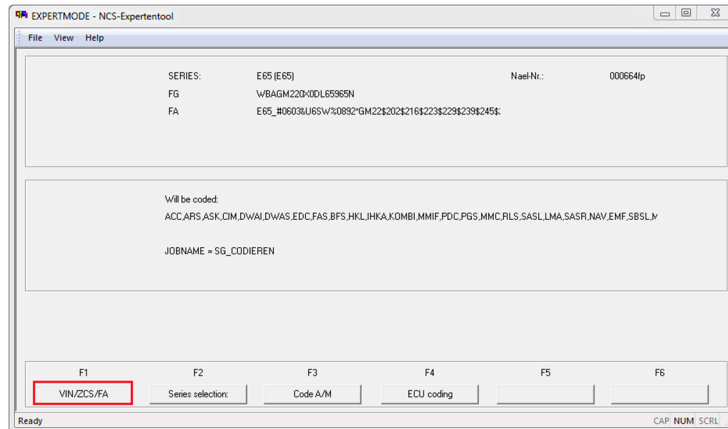 EXPERTMODE - NCS-Expertentool
File View Help
SERIES: E65 (E65) Nael-Nr.: 000664fp
FG WBAGM220X0DL65965N
FA E65_#0603&U6SW%0892*GM22$202$216$223$229$239$245$:
Will be coded:
ACC,ARS,ASK,CIM,DWAI,DWAS,EDC,FAS,BFS,HKL,IHKA,KOMBI,MMIF,PDC,PGS,MMC,RLS,SASL,LMA,SASR,NAV,EMF,SBSL,M
JOBNAME = SG_CODIEREN
F1 F2 F3 F4 F5 F6
VIN/ZCS/FA Series selection: Code A/M ECU coding
Ready CAP NUM SCRL